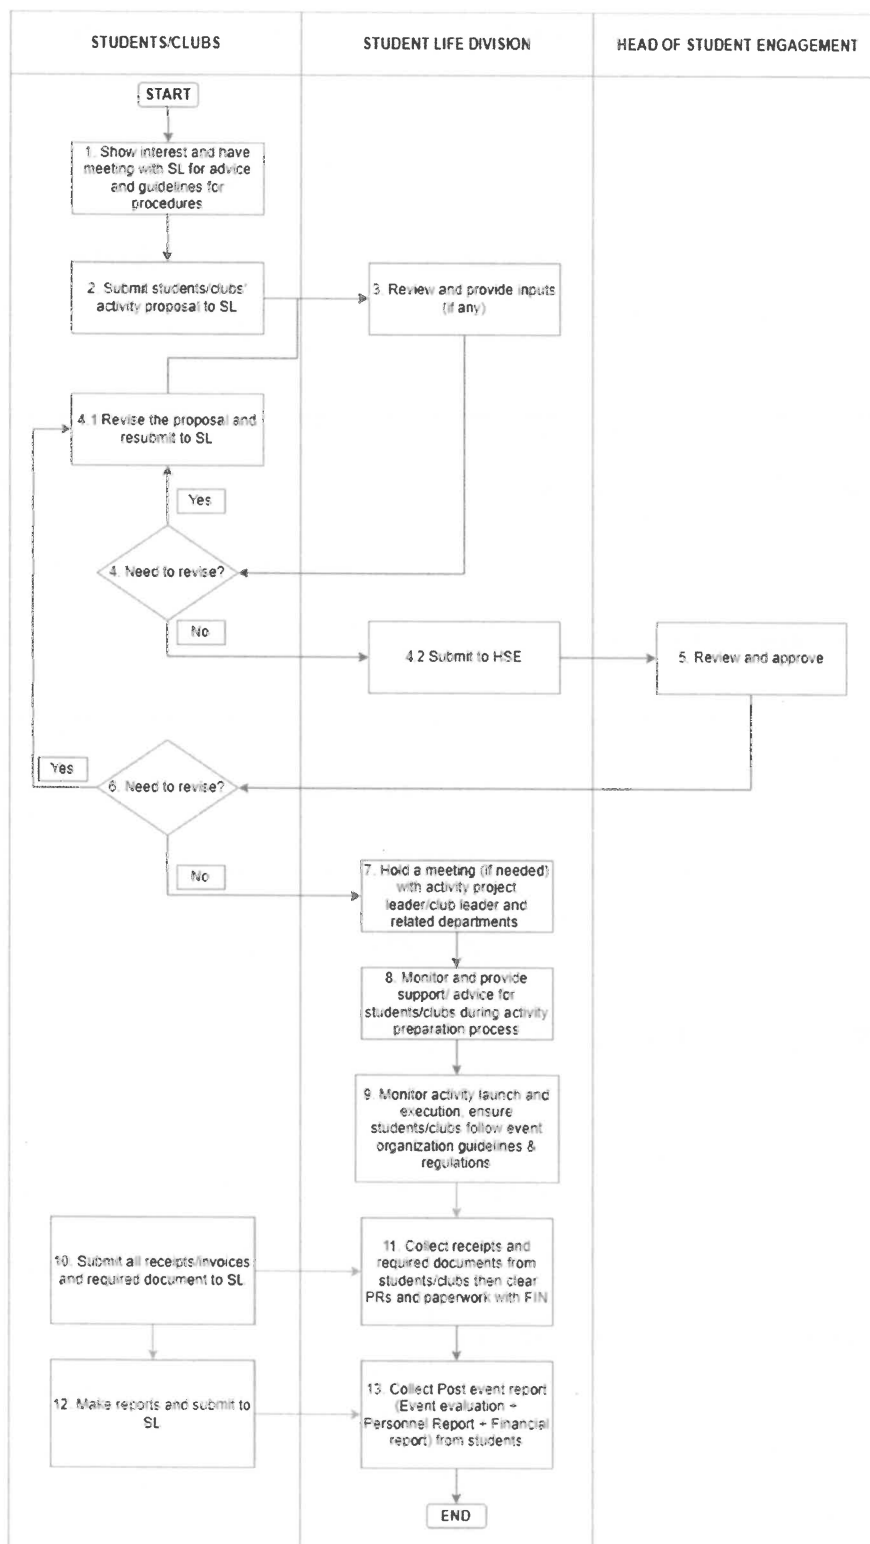 STUDENTS/CLUBS
STUDENT LIFE DIVISION
HEAD OF STUDENT ENGAGEMENT
START
1. Show interest and have
meeting with SL for advice
and guidelines for
procedures
2. Submit students/clubs'
activity proposal to SL
3. Review and provide inputs
(if any)
4.1 Revise the proposal and
resubmit to SL
Yes
4. Need to revise?
No
4.2 Submit to HSE
5. Review and approve
Yes
6. Need to revise?
No
7. Hold a meeting (if needed)
with activity project
leader/club leader and
related departments
8. Monitor and provide
support/ advice for
students/clubs during activity
preparation process
9. Monitor activity launch and
execution, ensure
students/clubs follow event
organization guidelines &
regulations
10. Submit all receipts/invoices
and required document to SL
11. Collect receipts and
required documents from
students/clubs then clear
PRs and paperwork with FIN
12. Make reports and submit to
SL
13. Collect Post event report
(Event evaluation +
Personnel Report + Financial
report) from students
END